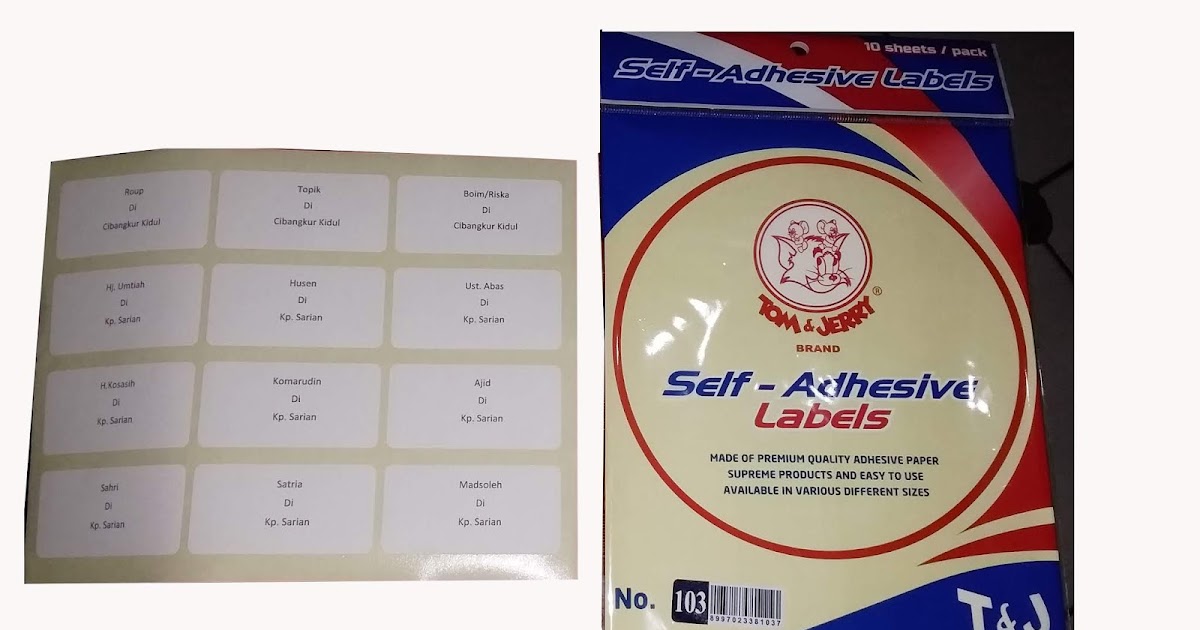 Roup
Di
Cibangkur Kidul
Topik
Di
Cibangkur Kidul
Boim/Riska
Di
Cibangkur Kidul
Hj. Umtiah
Di
Kp. Sarian
Husen
Di
Kp. Sarian
Ust. Abas
Di
Kp. Sarian
H.Kosasih
Di
Kp. Sarian
Komarudin
Di
Kp. Sarian
Ajid
Di
Kp. Sarian
Sahri
Di
Kp. Sarian
Satria
Di
Kp. Sarian
Madsoleh
Di
Kp. Sarian
10 sheets / pack
Self - Adhesive Labels
TOM & JERRY ®
BRAND
Self - Adhesive
Labels
MADE OF PREMIUM QUALITY ADHESIVE PAPER
SUPREME PRODUCTS AND EASY TO USE
AVAILABLE IN VARIOUS DIFFERENT SIZES
No. 103
8997023381037
T&J